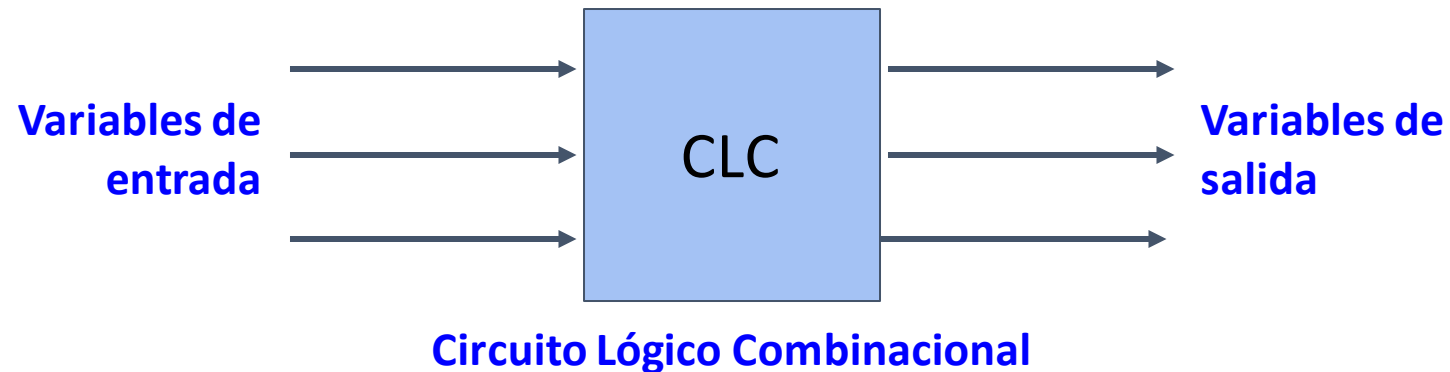 Variables de
entrada
CLC
Variables de
salida
Circuito Lógico Combinacional